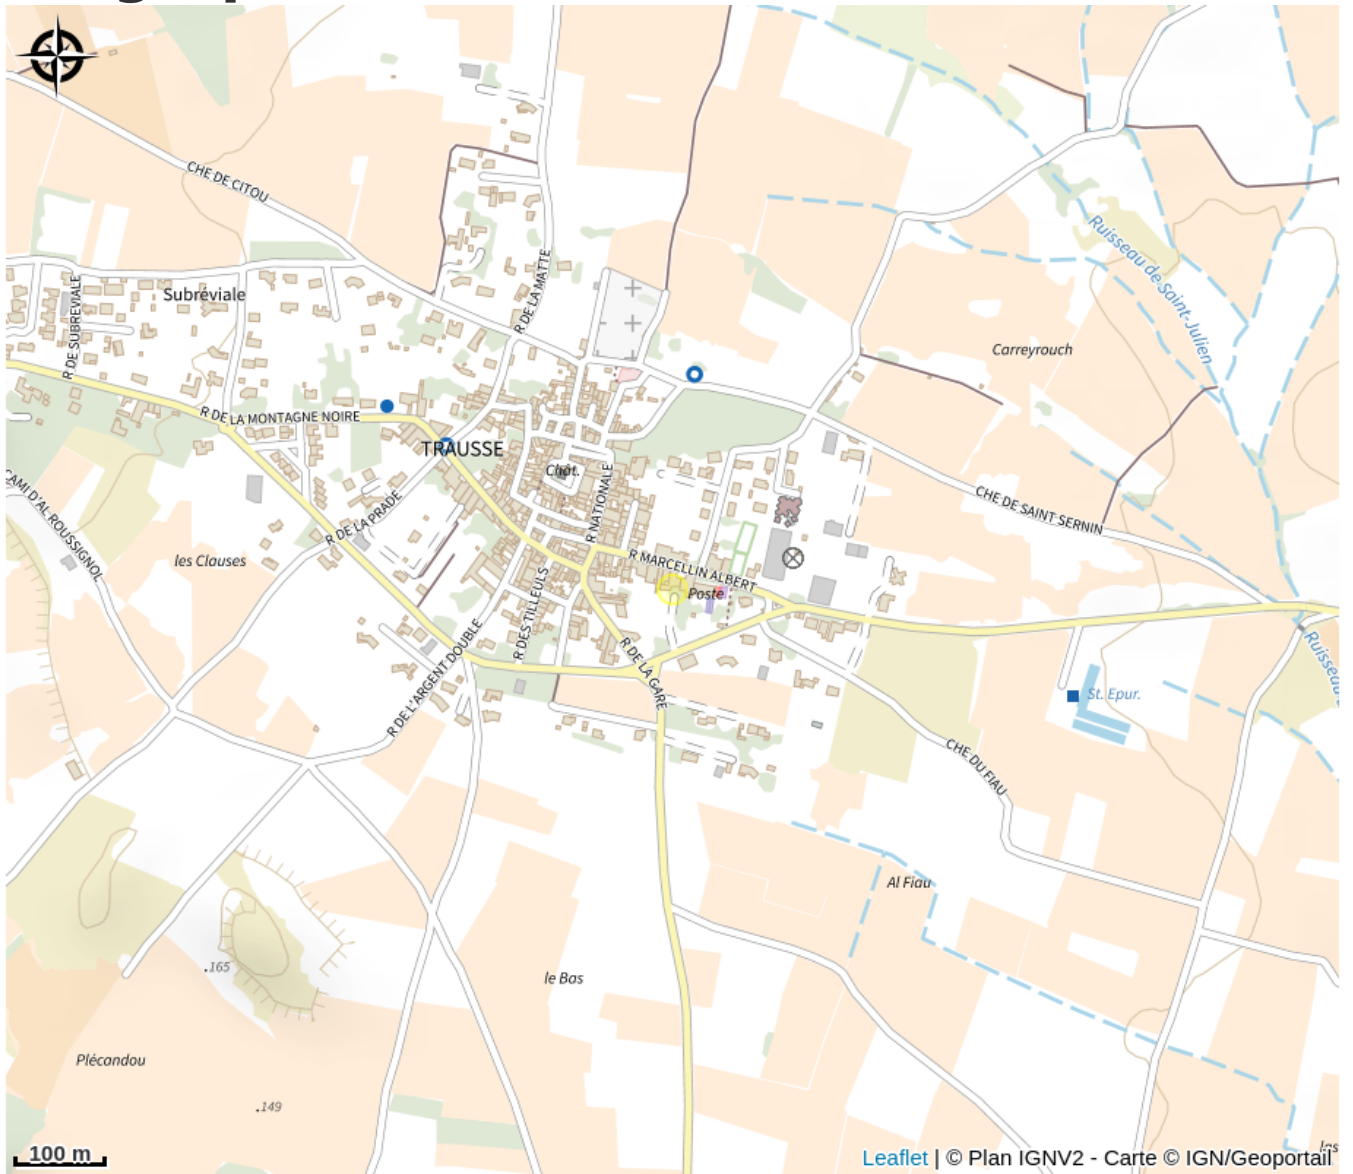 CHE DE CITOU
R DE LA MATTE
Subréviale
R DE SUBREVIALE
Ruisseau de Saint-Julien
Carreyrouch
R DE LA MONTAGNE NOIRE
TRAUSSE
Chât.
R NATIONALE
CAMI D'AL ROUSSIGNOL
R DE LA PRADE
CHE DE SAINT SERNIN
les Clauses
R MARCELLIN ALBERT
Poste
R DES TILLEULS
R DE L'ARGENT DOUBLE
R DE LA GARE
St. Epur.
CHE DU FIAU
Al Fiau
.165
le Bas
Plécandou
.149
100 m
Leaflet | © Plan IGNV2 - Carte © IGN/Geoportail